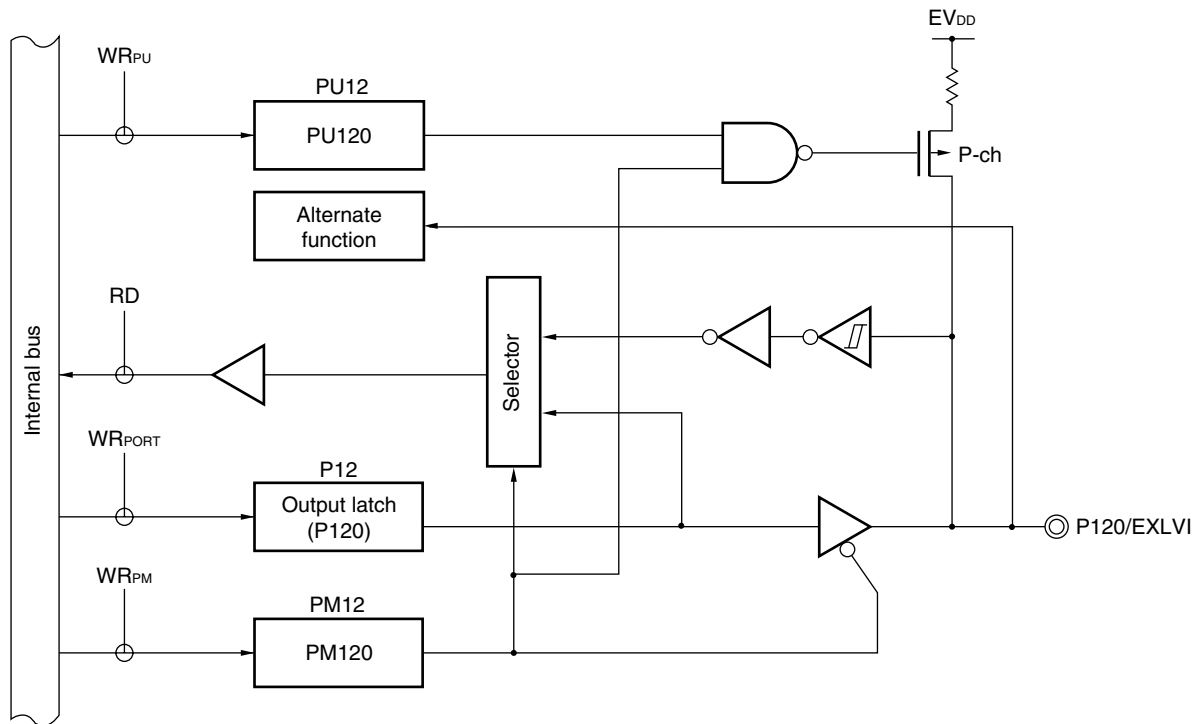 EVDD
WRPU
PU12
PU120
P-ch
Alternate
function
RD
Internal bus
Selector
WRPORT
P12
Output latch
(P120)
P120/EXLVI
WRPM
PM12
PM120